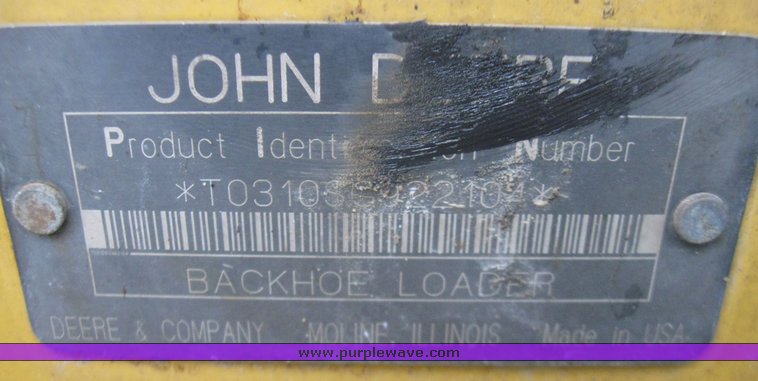 JOHN
Product Number
BACKHOE LOADER
DEERE & COMPANY MOLINE ILLINOIS Made in USA
www.purplewave.com